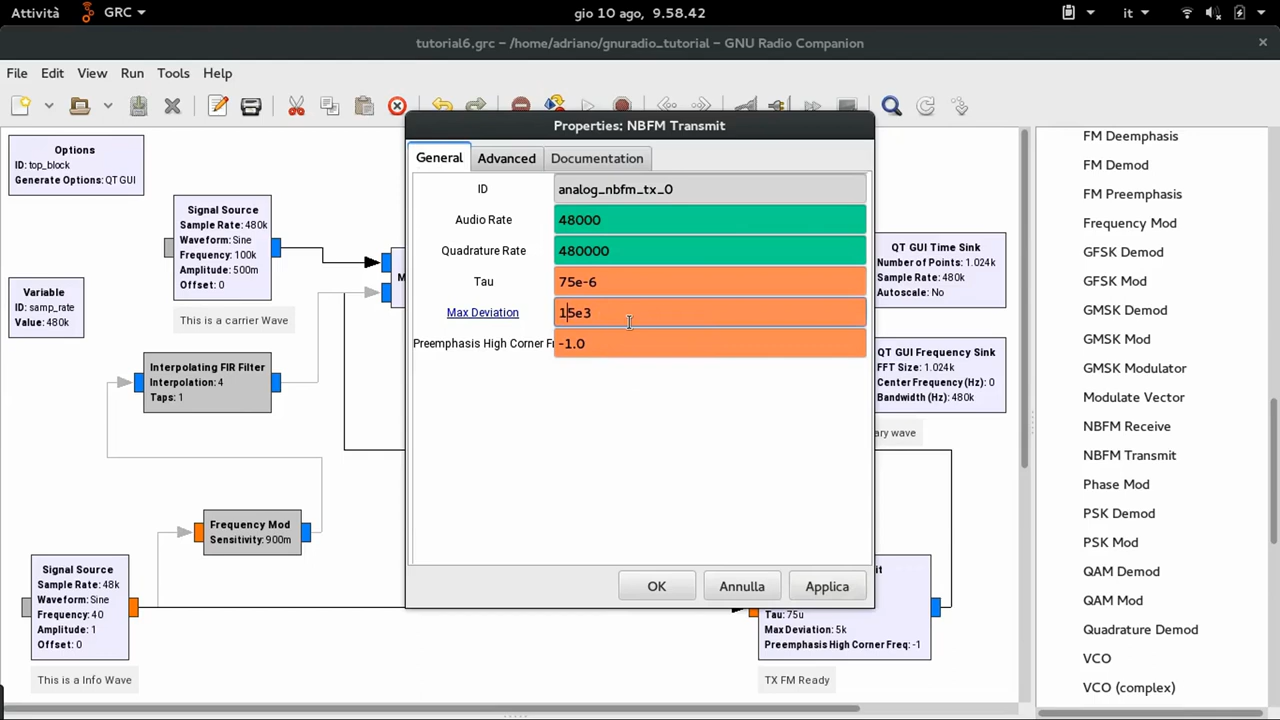 Attività
GRC
gio 10 ago, 9.58.42
it
tutorial6.grc – /home/adriano/gnuradio_tutorial – GNU Radio Companion
File Edit View Run Tools Help
Options
ID: top_block
Generate Options: QT GUI
Signal Source
Sample Rate: 480k
Waveform: Sine
Frequency: 100k
Amplitude: 500m
Offset: 0
This is a carrier Wave
Variable
ID: samp_rate
Value: 480k
Interpolating FIR Filter
Interpolation: 4
Taps: 1
Frequency Mod
Sensitivity: 900m
Signal Source
Sample Rate: 48k
Waveform: Sine
Frequency: 40
Amplitude: 1
Offset: 0
This is a Info Wave
M
Properties: NBFM Transmit
General Advanced Documentation
ID analog_nbfm_tx_0
Audio Rate 48000
Quadrature Rate 480000
Tau 75e-6
Max Deviation 15e3
Preemphasis High Corner Fr -1.0
OK Annulla Applica
QT GUI Time Sink
Number of Points: 1.024k
Sample Rate: 480k
Autoscale: No
QT GUI Frequency Sink
FFT Size: 1.024k
Center Frequency (Hz): 0
Bandwidth (Hz): 480k
ary wave
it
Tau: 75u
Max Deviation: 5k
Preemphasis High Corner Freq: -1
TX FM Ready
FM Deemphasis
FM Demod
FM Preemphasis
Frequency Mod
GFSK Demod
GFSK Mod
GMSK Demod
GMSK Mod
GMSK Modulator
Modulate Vector
NBFM Receive
NBFM Transmit
Phase Mod
PSK Demod
PSK Mod
QAM Demod
QAM Mod
Quadrature Demod
VCO
VCO (complex)